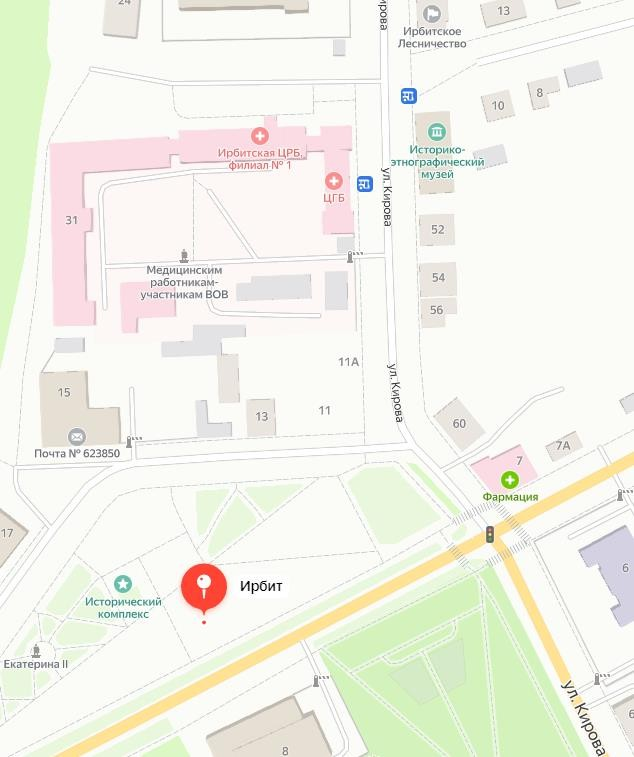 24
ул. Кирова
13
Ирбитское
Лесничество
10
8
Историко-
этнографический
музей
Ирбитская ЦРБ,
филиал № 1
ЦГБ
ул. Кирова
31
52
54
56
Медицинским
работникам-
участникам ВОВ
11А
ул. Кирова
15
13
11
60
Почта № 623850
7
7А
Фармация
17
6
Исторический
комплекс
Ирбит
Екатерина II
8
ул. Кирова
6